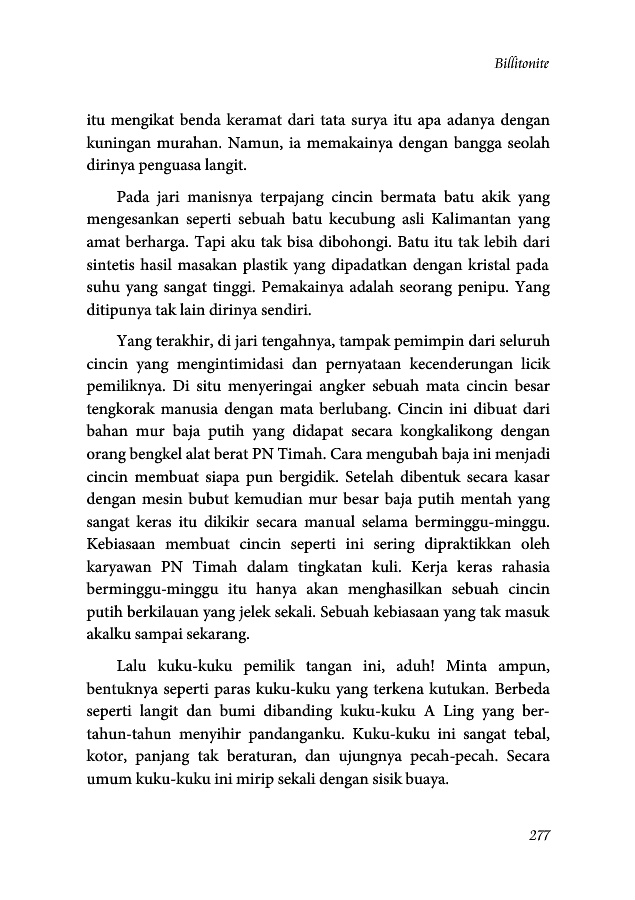 Billitonite
itu mengikat benda keramat dari tata surya itu apa adanya dengan
kuningan murahan. Namun, ia memakainya dengan bangga seolah
dirinya penguasa langit.
Pada jari manisnya terpajang cincin bermata batu akik yang
mengesankan seperti sebuah batu kecubung asli Kalimantan yang
amat berharga. Tapi aku tak bisa dibohongi. Batu itu tak lebih dari
sintetis hasil masakan plastik yang dipadatkan dengan kristal pada
suhu yang sangat tinggi. Pemakainya adalah seorang penipu. Yang
ditipunya tak lain dirinya sendiri.
Yang terakhir, di jari tengahnya, tampak pemimpin dari seluruh
cincin yang mengintimidasi dan pernyataan kecenderungan licik
pemiliknya. Di situ menyeringai angker sebuah mata cincin besar
tengkorak manusia dengan mata berlubang. Cincin ini dibuat dari
bahan mur baja putih yang didapat secara kongkalikong dengan
orang bengkel alat berat PN Timah. Cara mengubah baja ini menjadi
cincin membuat siapa pun bergidik. Setelah dibentuk secara kasar
dengan mesin bubut kemudian mur besar baja putih mentah yang
sangat keras itu dikikir secara manual selama berminggu-minggu.
Kebiasaan membuat cincin seperti ini sering dipraktikkan oleh
karyawan PN Timah dalam tingkatan kuli. Kerja keras rahasia
berminggu-minggu itu hanya akan menghasilkan sebuah cincin
putih berkilauan yang jelek sekali. Sebuah kebiasaan yang tak masuk
akalku sampai sekarang.
Lalu kuku-kuku pemilik tangan ini, aduh! Minta ampun,
bentuknya seperti paras kuku-kuku yang terkena kutukan. Berbeda
seperti langit dan bumi dibanding kuku-kuku A Ling yang ber-
tahun-tahun menyihir pandanganku. Kuku-kuku ini sangat tebal,
kotor, panjang tak beraturan, dan ujungnya pecah-pecah. Secara
umum kuku-kuku ini mirip sekali dengan sisik buaya.
277